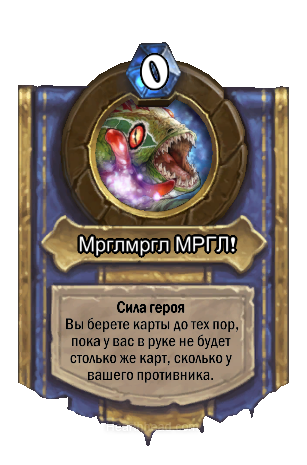 0
Мрглмргл МРГЛ!
Сила героя
Вы берете карты до тех пор,
пока у вас в руке не будет
столько же карт, сколько у
вашего противника.